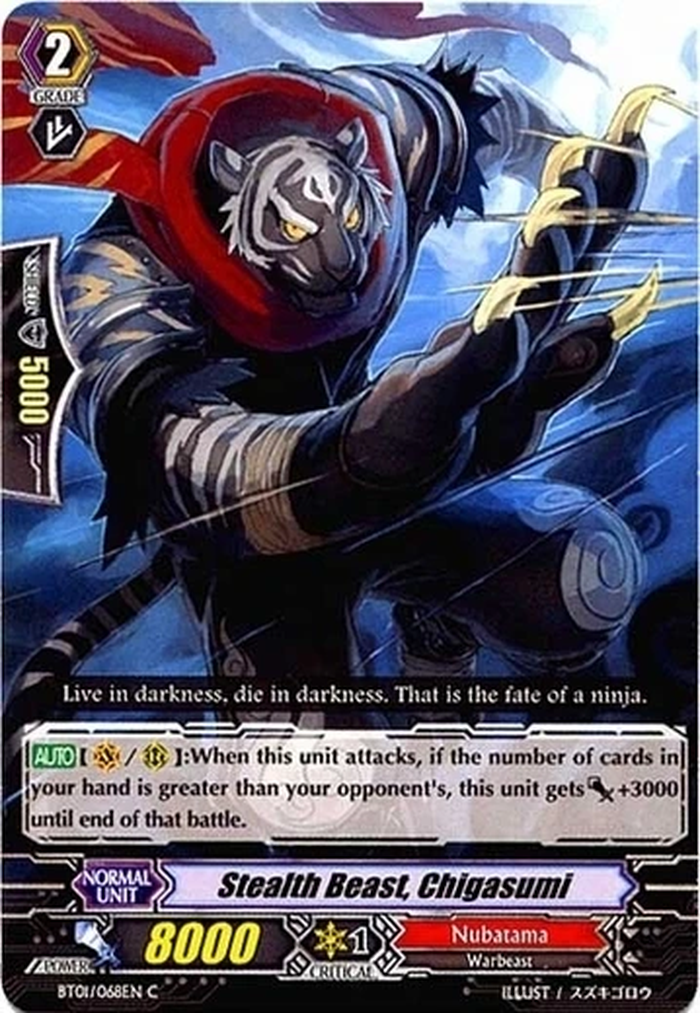 2
GRADE
SHIELD
5000
Live in darkness, die in darkness. That is the fate of a ninja.
AUTO [ V / R ]:When this unit attacks, if the number of cards in
your hand is greater than your opponent's, this unit gets +3000
until end of that battle.
NORMAL
UNIT
Stealth Beast, Chigasumi
POWER
8000
1
CRITICAL
Nubatama
Warbeast
BT01/068EN C
ILLUST / スズキゴロウ